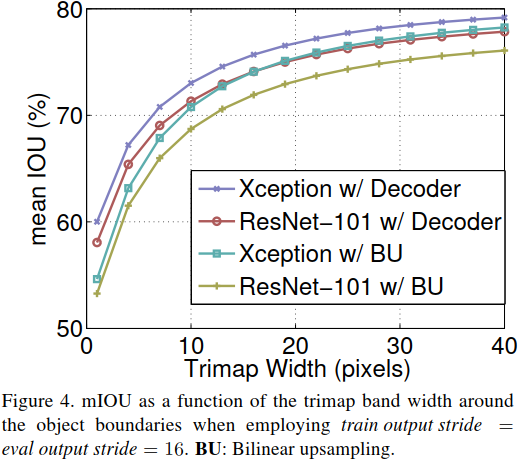 80
70
60
50
mean IOU (%)
Xception w/ Decoder
ResNet-101 w/ Decoder
Xception w/ BU
ResNet-101 w/ BU
0 10 20 30 40
Trimap Width (pixels)
Figure 4. mIOU as a function of the trimap band width around
the object boundaries when employing train output stride =
eval output stride = 16. BU: Bilinear upsampling.